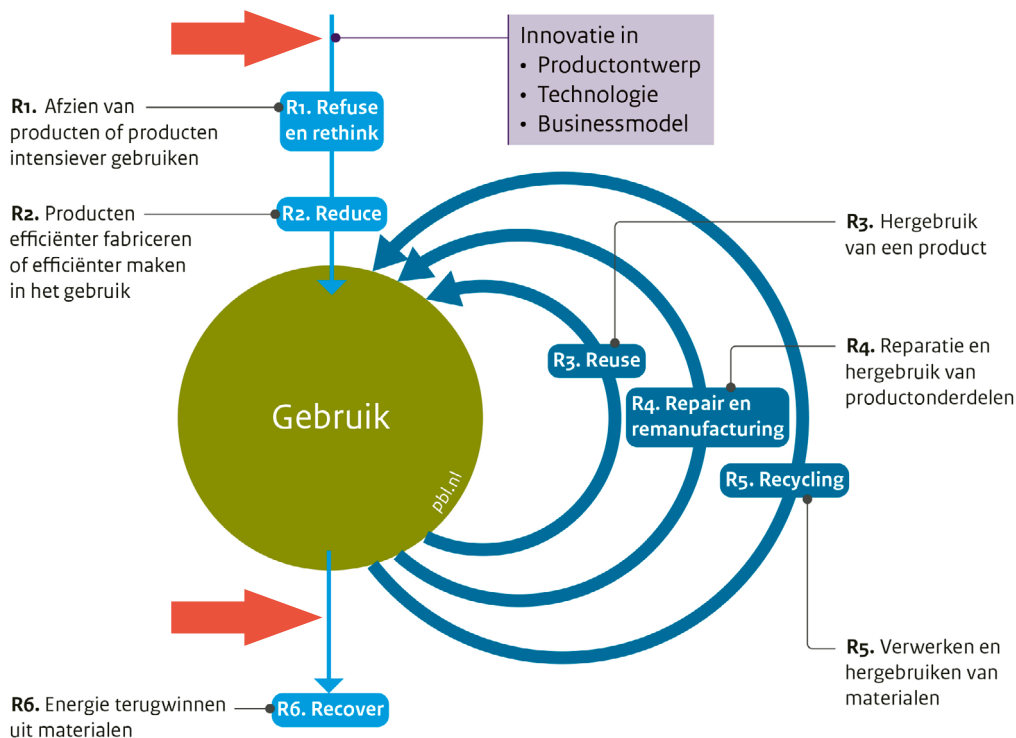 Innovatie in
• Productontwerp
• Technologie
• Businessmodel
R1. Afzien van
producten of producten
intensiever gebruiken
R1. Refuse
en rethink
R2. Producten
efficiënter fabriceren
of efficiënter maken
in het gebruik
R2. Reduce
R3. Hergebruik
van een product
R3. Reuse
R4. Reparatie en
hergebruik van
productonderdelen
R4. Repair en
remanufacturing
Gebruik
pbl.nl
R5. Recycling
R5. Verwerken en
hergebruiken van
materialen
R6. Energie terugwinnen
uit materialen
R6. Recover